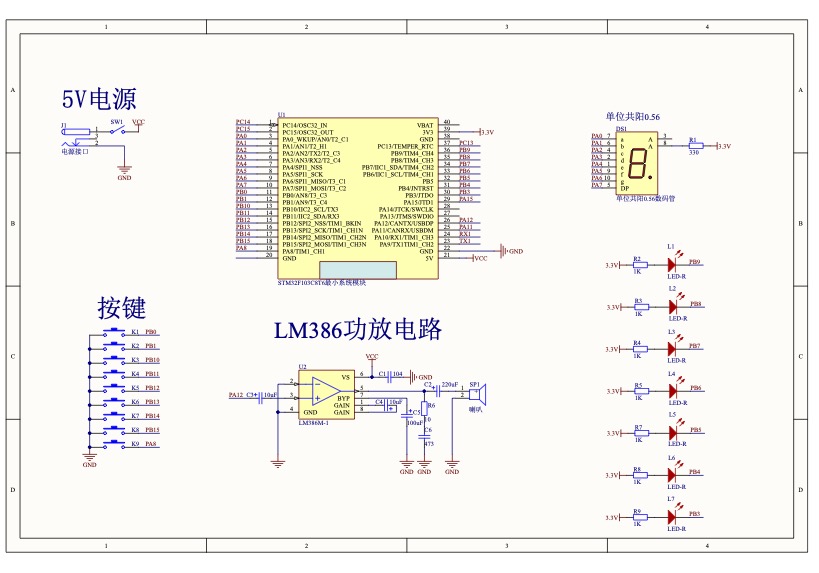 1 2 3 4
A A
B B
C C
D D
5V电源
J1
SW1
VCC
1
3
2
电源接口
GND
U1
PC14 1 PC14/OSC32_IN VBAT 40
PC15 2 PC15/OSC32_OUT 3V3 39 3.3V
PA0 3 PA0_WKUP/AN0/T2_C1 GND 38
PA1 4 PA1/AN1/T2_H1 PC13/TEMPER_RTC 37 PC13
PA2 5 PA2/AN2/TX2/T2_C3 PB9/TIM4_CH4 36 PB9
PA3 6 PA3/AN3/RX2/T2_C4 PB8/TIM4_CH3 35 PB8
PA4 7 PA4/SPI1_NSS PB7/IIC1_SDA/TIM4_CH2 34 PB7
PA5 8 PA5/SPI1_SCK PB6/IIC1_SCL/TIM4_CH1 33 PB6
PA6 9 PA6/SPI1_MISO/T3_C1 PB5 32 PB5
PA7 10 PA7/SPI1_MOSI/T3_C2 PB4/JNTRST 31 PB4
PB0 11 PB0/AN8/T3_C3 PB3/JTDO 30 PB3
PB1 12 PB1/AN9/T3_C4 PA15/JTD1 29 PA15
PB10 13 PB10/IIC2_SCL/TX3 PA14/JTCK/SWCLK 28
PB11 14 PB11/IIC2_SDA/RX3 PA13/JTMS/SWDIO 27
PB12 15 PB12/SPI2_NSS/TIM1_BKIN PA12/CANTX/USBDP 26 PA12
PB13 16 PB13/SPI2_SCK/TIM1_CH1N PA11/CANRX/USBDM 25 PA11
PB14 17 PB14/SPI2_MISO/TIM1_CH2N PA10/RX1/TIM1_CH3 24 RX1
PB15 18 PB15/SPI2_MOSI/TIM1_CH3N PA9/TX1TIM1_CH2 23 TX1
PA8 19 PA8/TIM1_CH1 GND 22 GND
20 GND 5V 21 VCC
STM32F103C8T6最小系统模块
单位共阳0.56
DS1
PA0 7 a A 3
PA1 6 b A 8
PA2 4 c
PA3 2 d
PA4 1 e
PA5 9 f
PA6 10 g
PA7 5 DP
R1
330
3.3V
单位共阳0.56数码管
L1
3.3V R2 1K LED-R PB9
L2
3.3V R3 1K LED-R PB8
L3
3.3V R4 1K LED-R PB7
L4
3.3V R5 1K LED-R PB6
L5
3.3V R7 1K LED-R PB5
L6
3.3V R8 1K LED-R PB4
L7
3.3V R9 1K LED-R PB3
按键
K1 PB0
K2 PB1
K3 PB10
K4 PB11
K5 PB12
K6 PB13
K7 PB14
K8 PB15
K9 PA8
GND
LM386功放电路
VCC
U2
VS 6 C1 104 GND
2
PA12 C3 10uF 3
5 C2 220uF SP1
1
2
喇叭
BYP 7
GAIN 1 C4 10uF
4 GND GAIN 8
LM386M-1
C5
100uF
R6
10
C6
473
GND GND GND
1 2 3 4